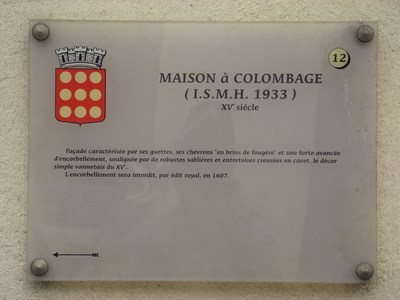 12
MAISON à COLOMBAGE
( I.S.M.H. 1933 )
XVe siècle
Façade caractérisée par ses guettes, ses chevrons "en brins de fougère" et une forte avancée
d'encorbellement, soulignée par de robustes sablières et entretoises creusées en cavet, le décor
simple vannetais du XVe.
L'encorbellement sera interdit, par édit royal, en 1607.